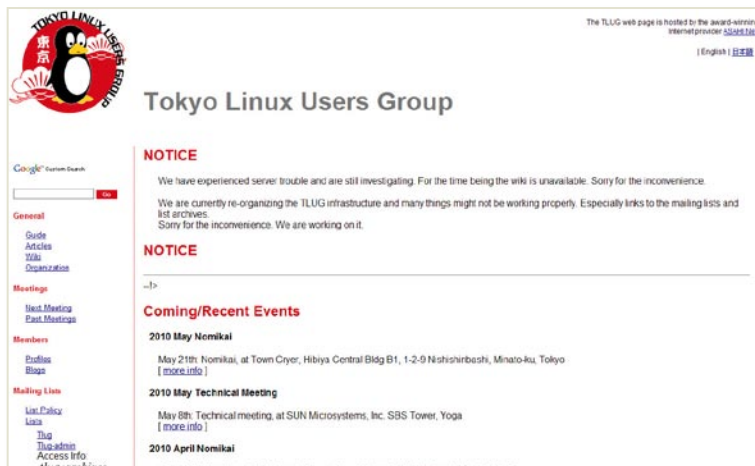 TOKYO LINUX USERS GROUP
東京
The TLUG web page is hosted by the award-winnin
Internet provider ASAHI Ne
[ English | 日本語
Tokyo Linux Users Group
Google Custom Search
Go
General
Guide
Articles
Wiki
Organization
Meetings
Next Meeting
Past Meetings
Members
Profiles
Blogs
Mailing Lists
List Policy
Lists
Tlug
Tlug-admin
Access Info:
NOTICE
We have experienced server trouble and are still investigating. For the time being the wiki is unavailable. Sorry for the inconvenience.
We are currently re-organizing the TLUG infrastructure and many things might not be working properly. Especially links to the mailing lists and
list archives.
Sorry for the inconvenience. We are working on it.
NOTICE
--!>
Coming/Recent Events
2010 May Nomikai
May 21th: Nomikai, at Town Cryer, Hibiya Central Bldg B1, 1-2-9 Nishishinbashi, Minato-ku, Tokyo
[ more info ]
2010 May Technical Meeting
May 8th: Technical meeting, at SUN Microsystems, Inc. SBS Tower, Yoga
[ more info ]
2010 April Nomikai